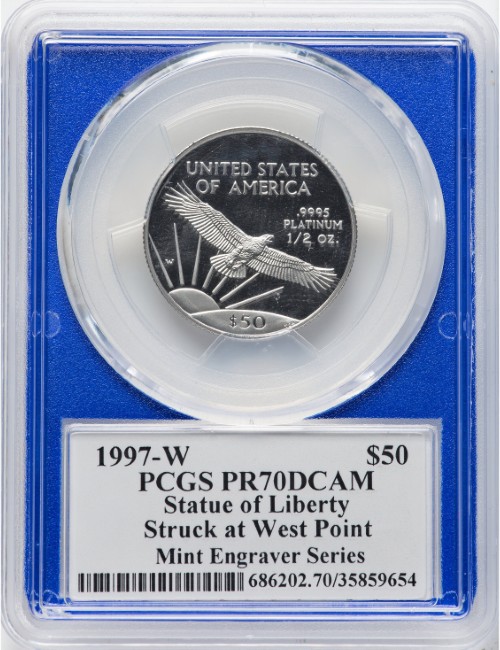 UNITED STATES
OF AMERICA
.9995
PLATINUM
1/2 oz.
W
$50
1997-W $50
PCGS PR70DCAM
Statue of Liberty
Struck at West Point
Mint Engraver Series
686202.70/35859654